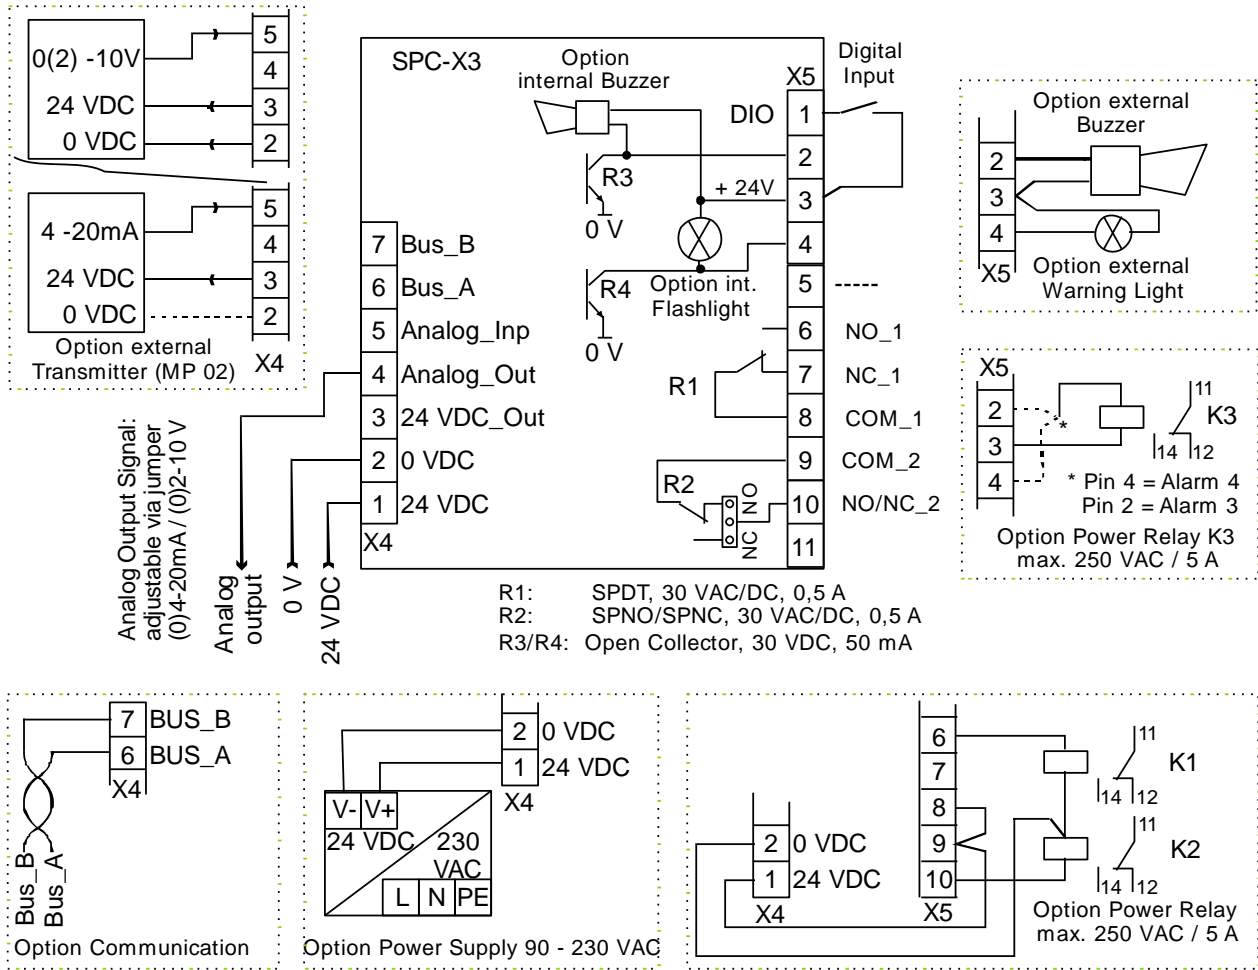 0(2) -10V
24 VDC
0 VDC
5
4
3
2
4 -20mA
24 VDC
0 VDC
5
4
3
2
Option external
Transmitter (MP 02)
X4
SPC-X3
Option
internal Buzzer
X5
Digital
Input
DIO
1
2
3
4
5
6
7
8
9
10
11
-----
NO_1
NC_1
COM_1
COM_2
NO/NC_2
R3
0 V
+ 24V
R4
0 V
Option int.
Flashlight
R1
R2
NO
NC
7 Bus_B
6 Bus_A
5 Analog_Inp
4 Analog_Out
3 24 VDC_Out
2 0 VDC
1 24 VDC
X4
Analog Output Signal:
adjustable via jumper
(0)4-20mA / (0)2-10 V
Analog
output
0 V
24 VDC
R1: SPDT, 30 VAC/DC, 0,5 A
R2: SPNO/SPNC, 30 VAC/DC, 0,5 A
R3/R4: Open Collector, 30 VDC, 50 mA
Option external
Buzzer
2
3
4
X5
Option external
Warning Light
X5
2
3
4
*
11
K3
14
12
* Pin 4 = Alarm 4
Pin 2 = Alarm 3
Option Power Relay K3
max. 250 VAC / 5 A
7 BUS_B
6 BUS_A
X4
Bus_B
Bus_A
Option Communication
2 0 VDC
1 24 VDC
X4
V- V+
24 VDC
230
VAC
L N PE
Option Power Supply 90 - 230 VAC
2 0 VDC
1 24 VDC
X4
6
7
8
9
10
X5
11
K1
14 12
11
K2
14 12
Option Power Relay
max. 250 VAC / 5 A